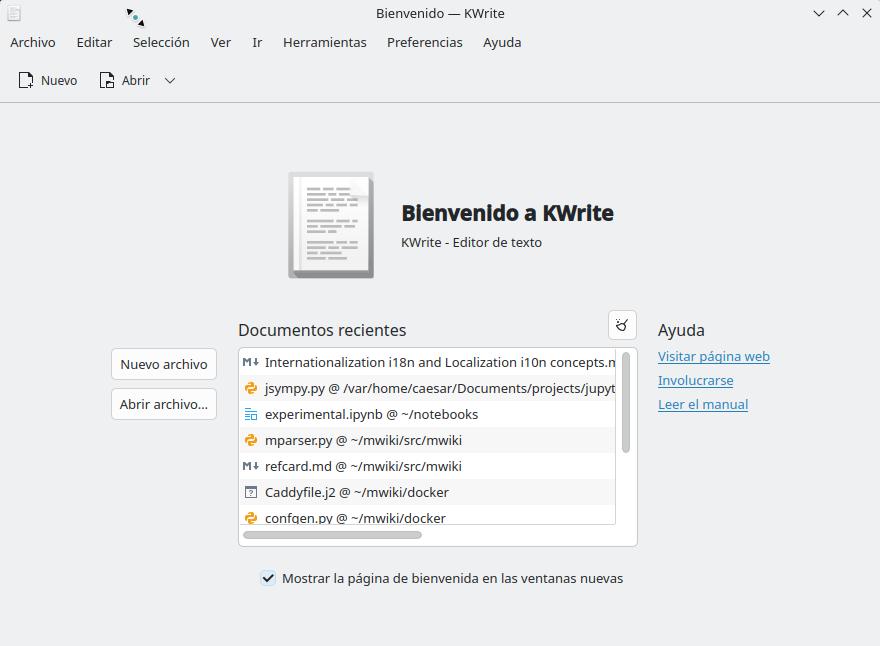 Bienvenido — KWrite
Archivo Editar Selección Ver Ir Herramientas Preferencias Ayuda
Nuevo Abrir
Bienvenido a KWrite
KWrite - Editor de texto
Documentos recientes
Nuevo archivo
Abrir archivo...
Internationalization i18n and Localization i10n concepts.m
jsympy.py @ /var/home/caesar/Documents/projects/jupyt
experimental.ipynb @ ~/notebooks
mparser.py @ ~/mwiki/src/mwiki
refcard.md @ ~/mwiki/src/mwiki
Caddyfile.j2 @ ~/mwiki/docker
confgen.py @ ~/mwiki/docker
Ayuda
Visitar página web
Involucrarse
Leer el manual
Mostrar la página de bienvenida en las ventanas nuevas